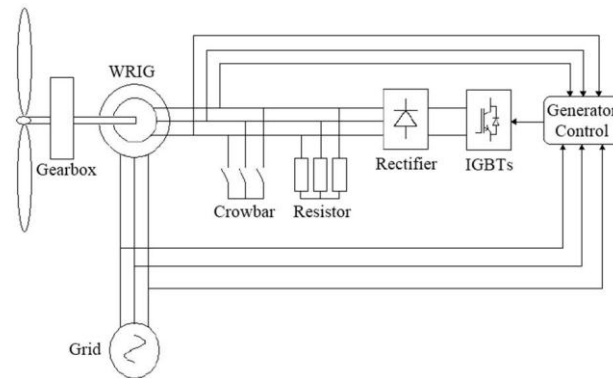 WRIG
Gearbox
Crowbar
Resistor
Rectifier
IGBTs
Generator
Control
Grid